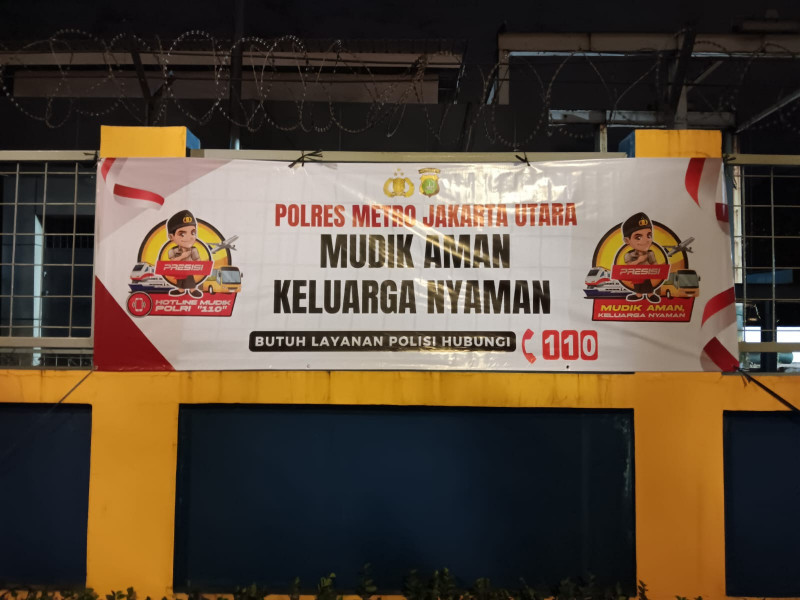 POLRES METRO JAKARTA UTARA
MUDIK AMAN
KELUARGA NYAMAN
BUTUH LAYANAN POLISI HUBUNGI 110
PRESISI
HOTLINE MUDIK
POLRI "110"
PRESISI
MUDIK AMAN,
KELUARGA NYAMAN